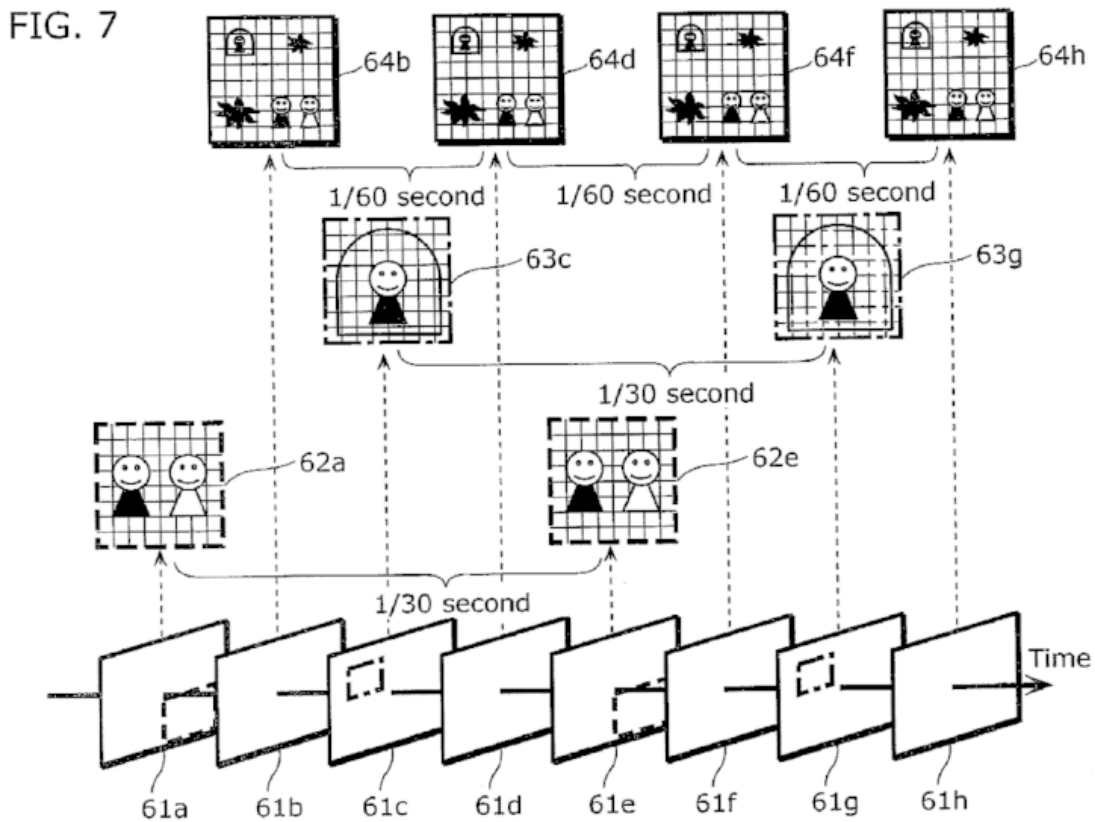 FIG. 7
64b
64d
64f
64h
1/60 second
1/60 second
1/60 second
63c
63g
1/30 second
62a
62e
1/30 second
Time
61a
61b
61c
61d
61e
61f
61g
61h